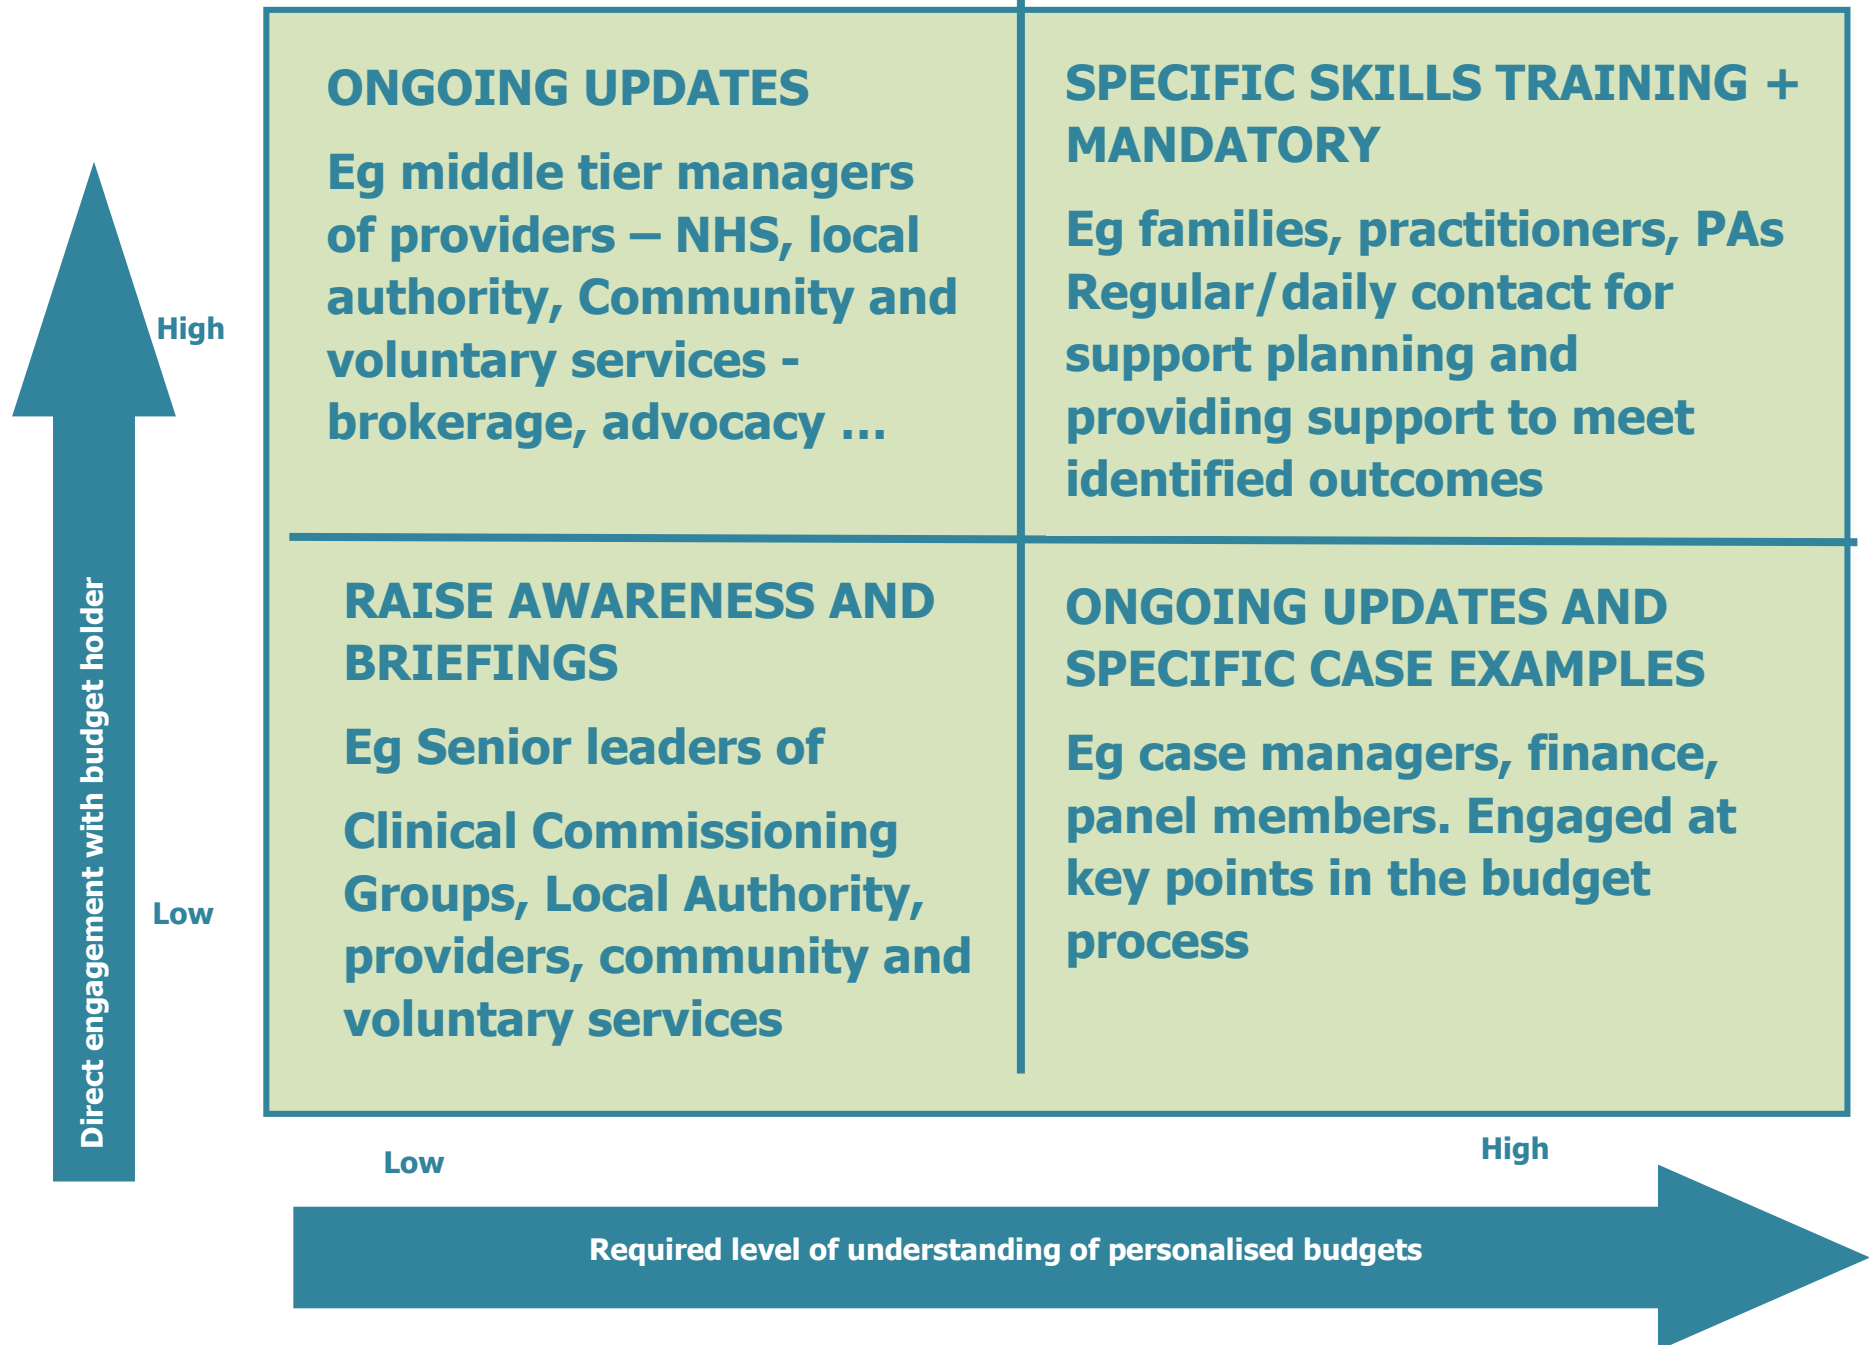 ONGOING UPDATES
Eg middle tier managers
of providers – NHS, local
authority, Community and
voluntary services -
brokerage, advocacy ...
SPECIFIC SKILLS TRAINING +
MANDATORY
Eg families, practitioners, PAs
Regular/daily contact for
support planning and
providing support to meet
identified outcomes
RAISE AWARENESS AND
BRIEFINGS
Eg Senior leaders of
Clinical Commissioning
Groups, Local Authority,
providers, community and
voluntary services
ONGOING UPDATES AND
SPECIFIC CASE EXAMPLES
Eg case managers, finance,
panel members. Engaged at
key points in the budget
process
High
Low
Direct engagement with budget holder
Low
High
Required level of understanding of personalised budgets